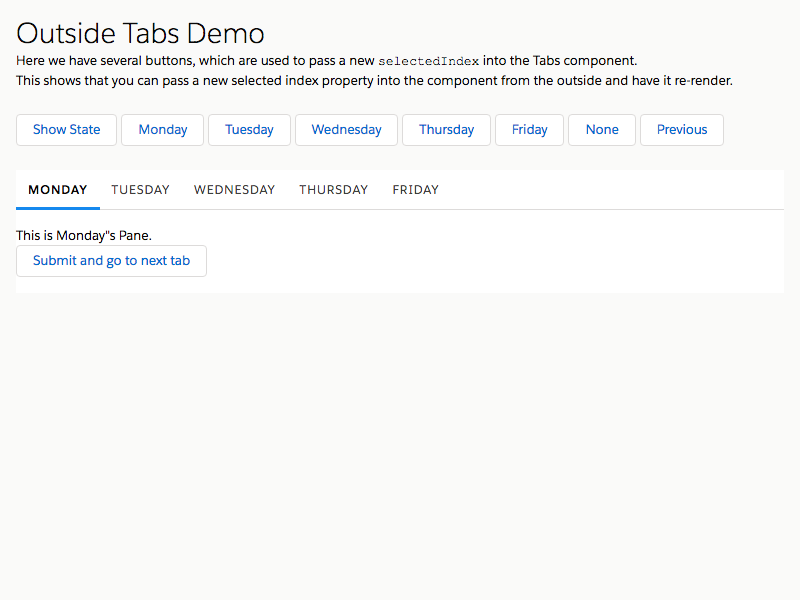 Outside Tabs Demo
Here we have several buttons, which are used to pass a new selectedIndex into the Tabs component.
This shows that you can pass a new selected index property into the component from the outside and have it re-render.
Show State Monday Tuesday Wednesday Thursday Friday None Previous
MONDAY TUESDAY WEDNESDAY THURSDAY FRIDAY
This is Monday"s Pane.
Submit and go to next tab